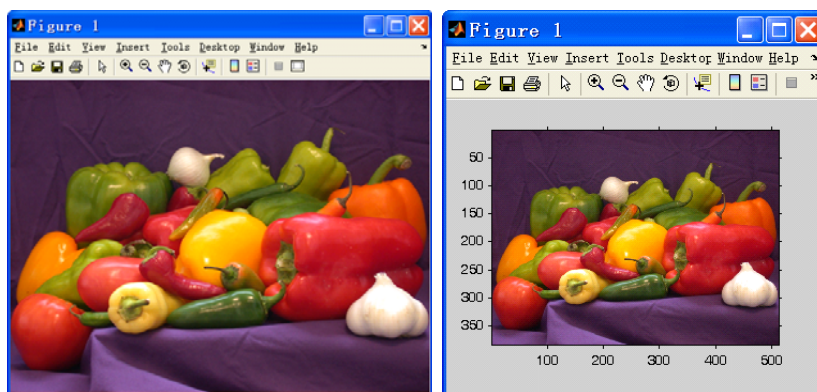 Figure 1
File Edit View Insert Tools Desktop Window Help
Figure 1
File Edit View Insert Tools Desktop Window Help
50
100
150
200
250
300
350
100 200 300 400 500